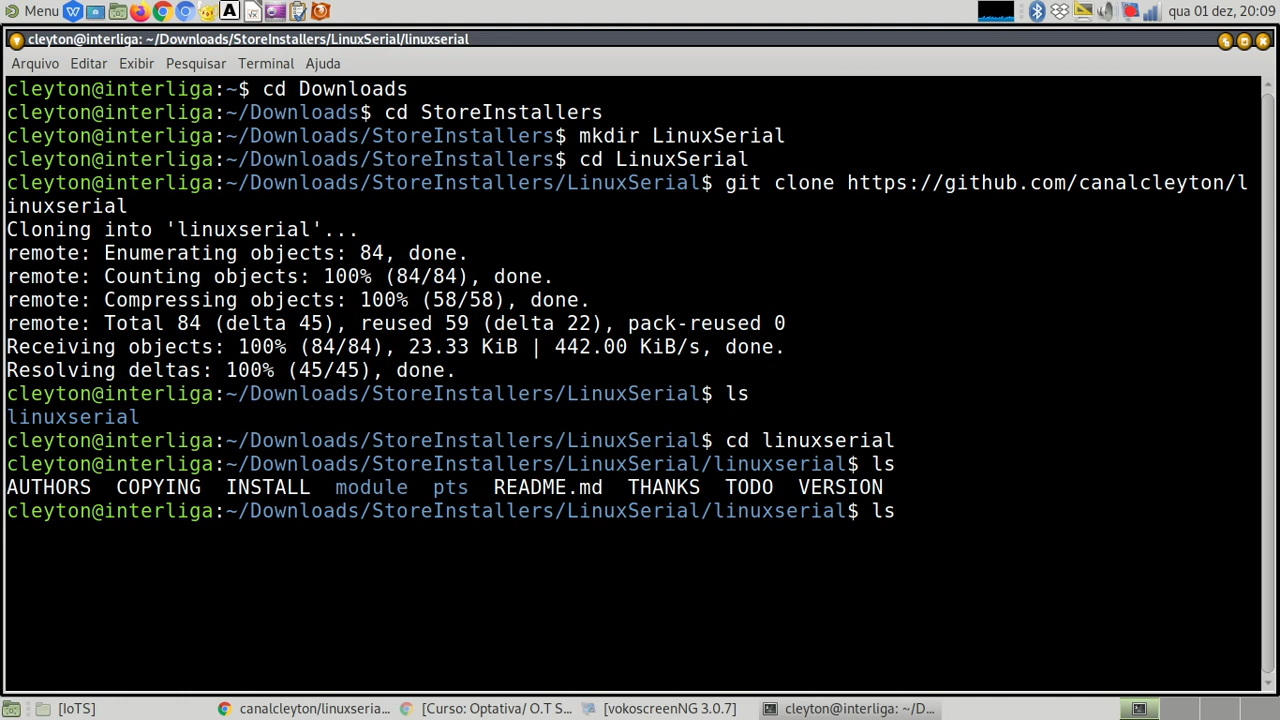 Menu
A
qua 01 dez, 20:09
cleyton@interliga: ~/Downloads/StoreInstallers/LinuxSerial/linuxserial
Arquivo Editar Exibir Pesquisar Terminal Ajuda
cleyton@interliga:~$ cd Downloads
cleyton@interliga:~/Downloads$ cd StoreInstallers
cleyton@interliga:~/Downloads/StoreInstallers$ mkdir LinuxSerial
cleyton@interliga:~/Downloads/StoreInstallers$ cd LinuxSerial
cleyton@interliga:~/Downloads/StoreInstallers/LinuxSerial$ git clone https://github.com/canalcleyton/l
inuxserial
Cloning into 'linuxserial'...
remote: Enumerating objects: 84, done.
remote: Counting objects: 100% (84/84), done.
remote: Compressing objects: 100% (58/58), done.
remote: Total 84 (delta 45), reused 59 (delta 22), pack-reused 0
Receiving objects: 100% (84/84), 23.33 KiB | 442.00 KiB/s, done.
Resolving deltas: 100% (45/45), done.
cleyton@interliga:~/Downloads/StoreInstallers/LinuxSerial$ ls
linuxserial
cleyton@interliga:~/Downloads/StoreInstallers/LinuxSerial$ cd linuxserial
cleyton@interliga:~/Downloads/StoreInstallers/LinuxSerial/linuxserial$ ls
AUTHORS COPYING INSTALL module pts README.md THANKS TODO VERSION
cleyton@interliga:~/Downloads/StoreInstallers/LinuxSerial/linuxserial$ ls
[IoTS] canalcleyton/linuxseria... [Curso: Optativa/ O.T S... [vokoscreenNG 3.0.7] cleyton@interliga: ~/D...